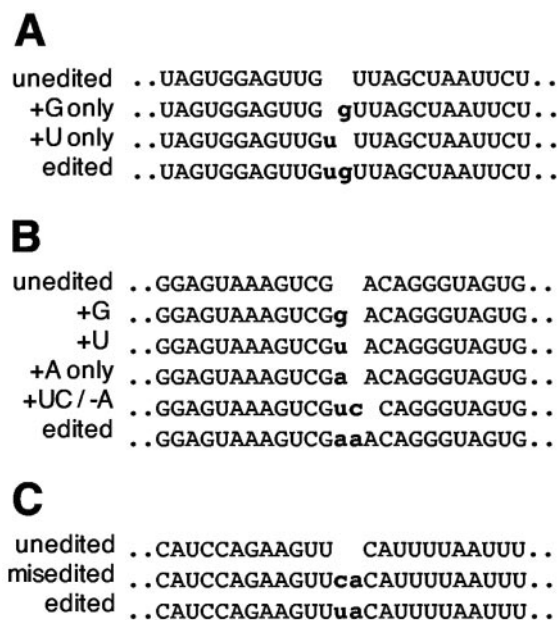 A
unedited ..UAGUGGAGUUG UUAGCUAAUUCU..
+G only ..UAGUGGAGUUG gUUAGCUAAUUCU..
+U only ..UAGUGGAGUUGu UUAGCUAAUUCU..
edited ..UAGUGGAGUUGugUUAGCUAAUUCU..
B
unedited ..GGAGUAAAGUCG ACAGGGUAGUG..
+G ..GGAGUAAAGUCGg ACAGGGUAGUG..
+U ..GGAGUAAAGUCGu ACAGGGUAGUG..
+A only ..GGAGUAAAGUCGa ACAGGGUAGUG..
+UC / -A ..GGAGUAAAGUCGuc CAGGGUAGUG..
edited ..GGAGUAAAGUCGaaACAGGGUAGUG..
C
unedited ..CAUCCAGAAGUU CAUUUUAAUUU..
misedited ..CAUCCAGAAGUUcaCAUUUUAAUUU..
edited ..CAUCCAGAAGUUuaCAUUUUAAUUU..